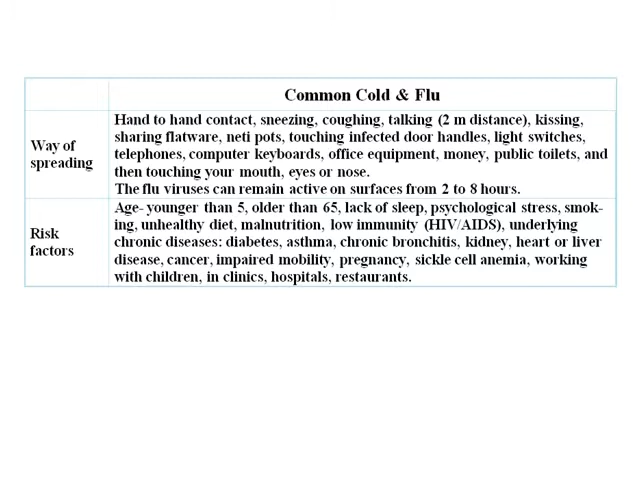 Common Cold & Flu
Way of
spreading
Hand to hand contact, sneezing, coughing, talking (2 m distance), kissing,
sharing flatware, neti pots, touching infected door handles, light switches,
telephones, computer keyboards, office equipment, money, public toilets, and
then touching your mouth, eyes or nose.
The flu viruses can remain active on surfaces from 2 to 8 hours.
Risk
factors
Age- younger than 5, older than 65, lack of sleep, psychological stress, smok-
ing, unhealthy diet, malnutrition, low immunity (HIV/AIDS), underlying
chronic diseases: diabetes, asthma, chronic bronchitis, kidney, heart or liver
disease, cancer, impaired mobility, pregnancy, sickle cell anemia, working
with children, in clinics, hospitals, restaurants.